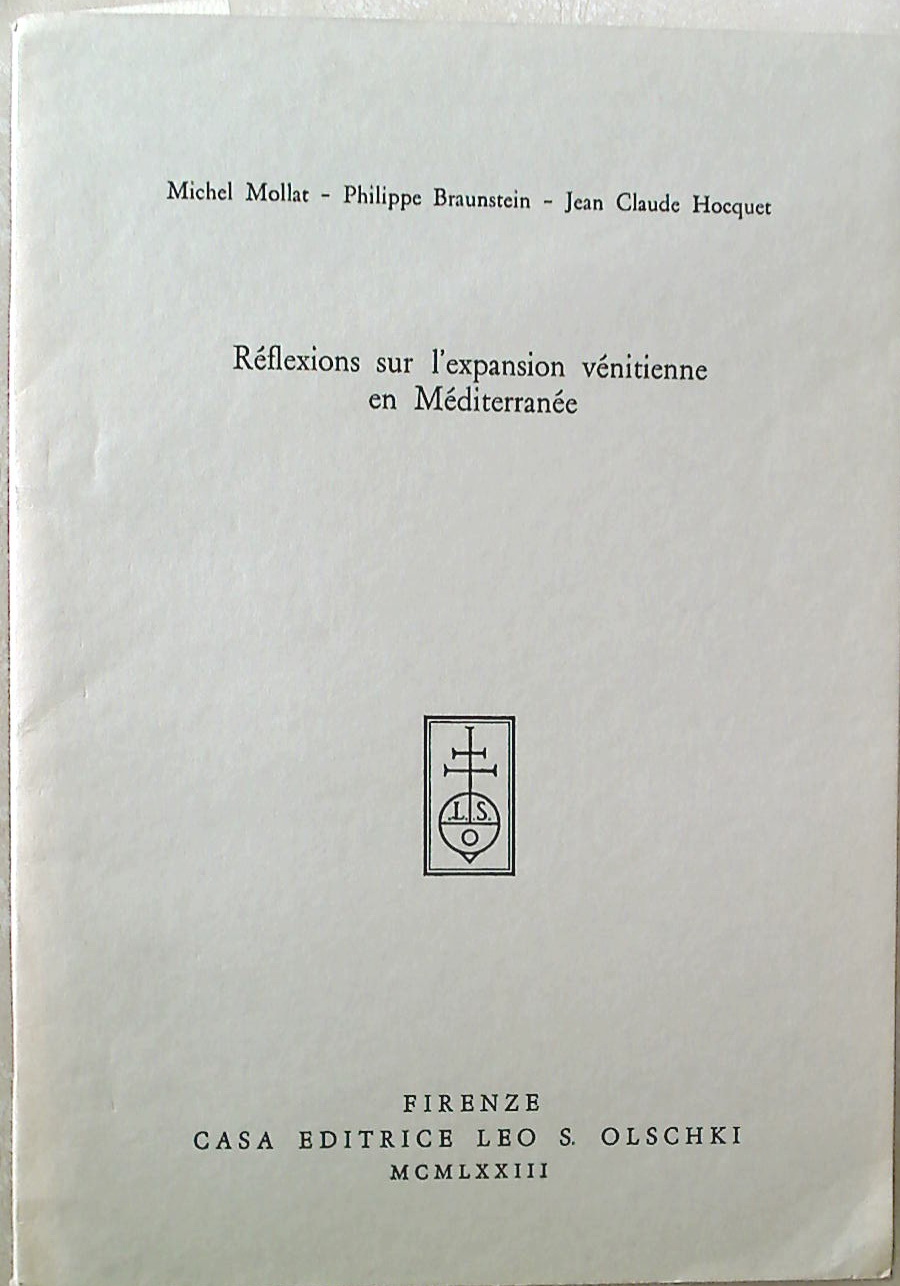 Michel Mollat - Philippe Braunstein - Jean Claude Hocquet
Réflexions sur l'expansion vénitienne
en Méditerranée
.L. S.
O
FIRENZE
CASA EDITRICE LEO S. OLSCHKI
MCMLXXIII